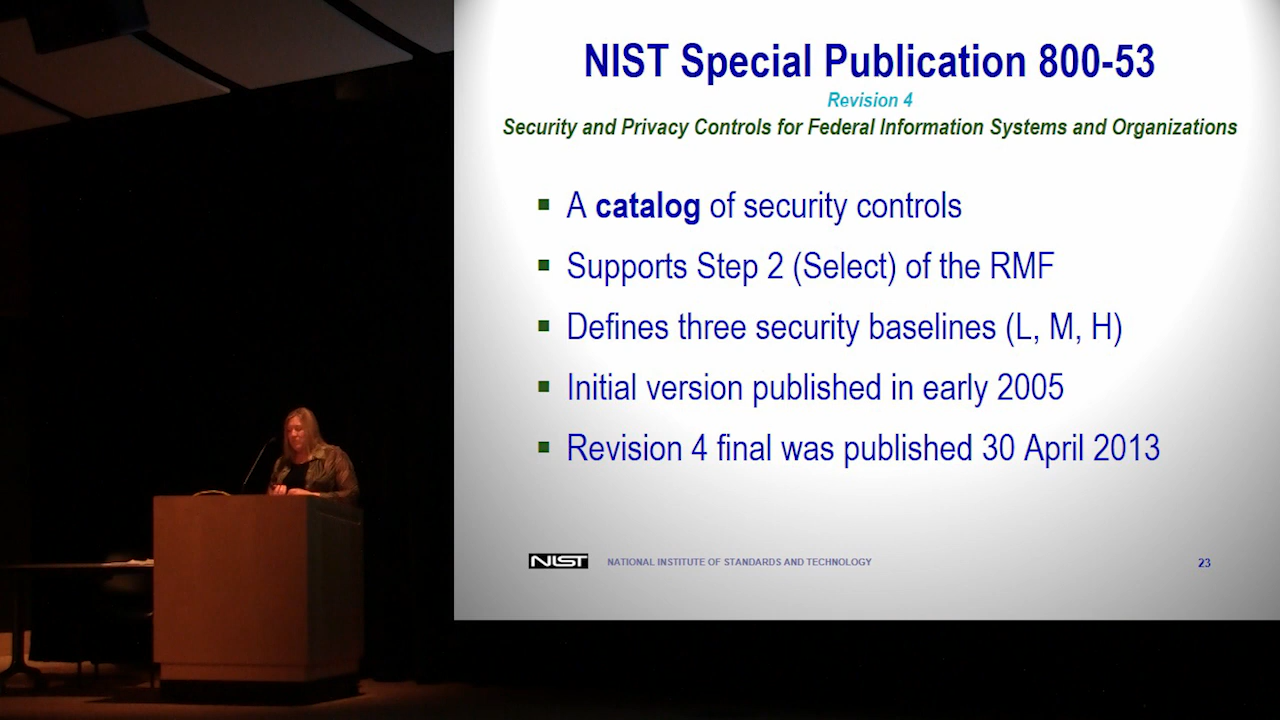 NIST Special Publication 800-53
Revision 4
Security and Privacy Controls for Federal Information Systems and Organizations
▪ A catalog of security controls
▪ Supports Step 2 (Select) of the RMF
▪ Defines three security baselines (L, M, H)
▪ Initial version published in early 2005
▪ Revision 4 final was published 30 April 2013
NIST NATIONAL INSTITUTE OF STANDARDS AND TECHNOLOGY 23